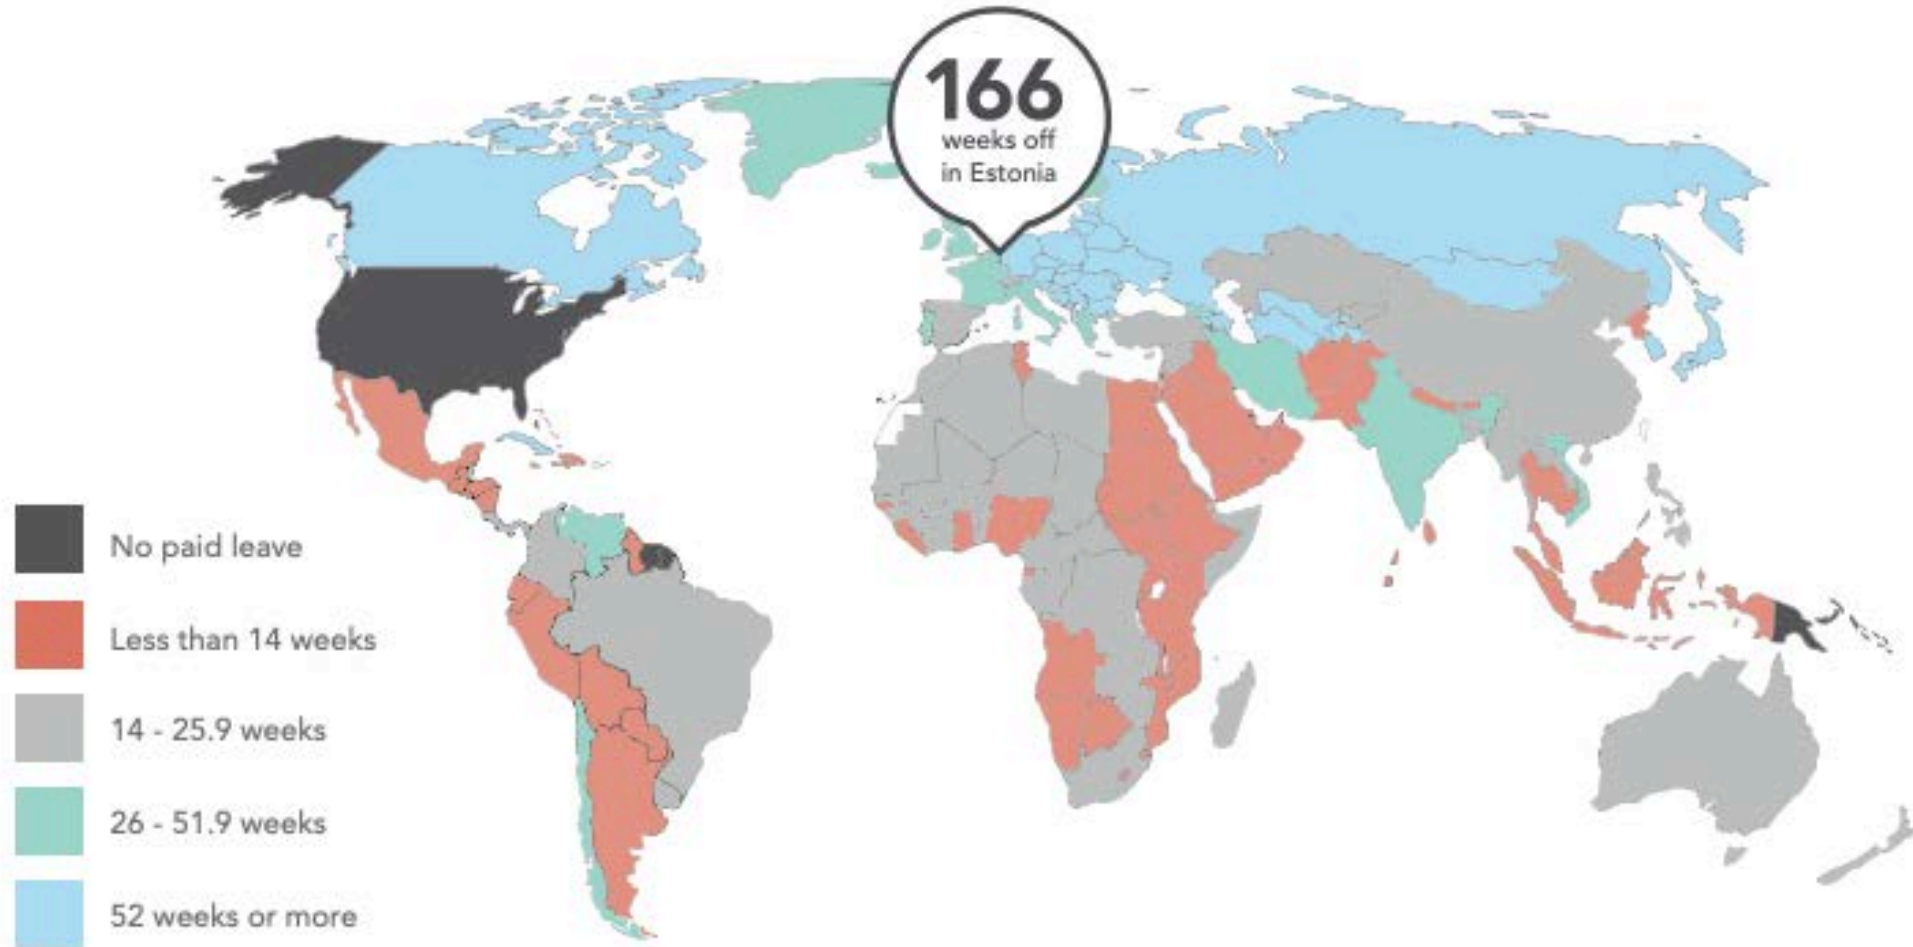 166
weeks off
in Estonia
No paid leave
Less than 14 weeks
14 - 25.9 weeks
26 - 51.9 weeks
52 weeks or more